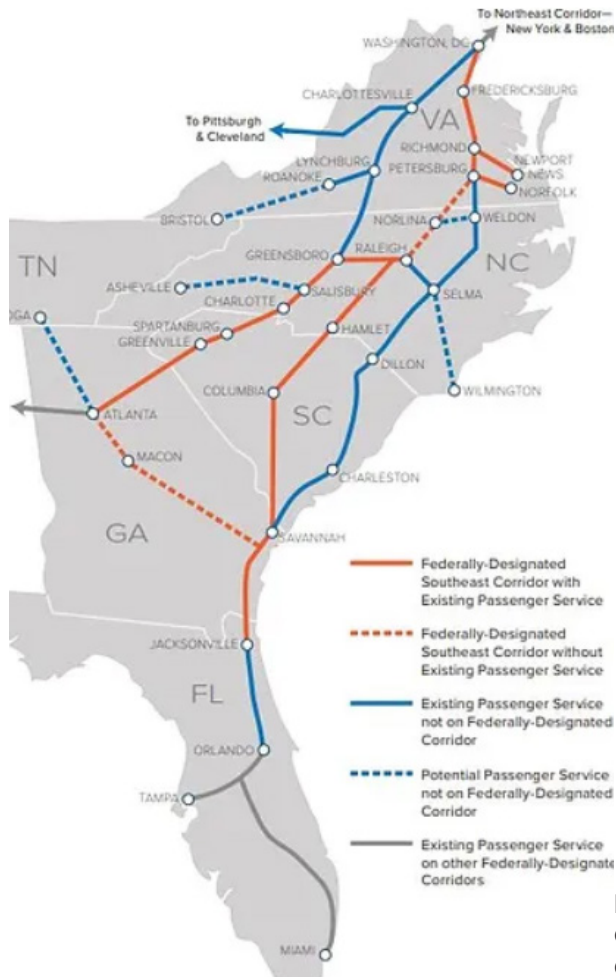 To Northeast Corridor—
New York & Boston
WASHINGTON, DC
FREDERICKSBURG
CHARLOTTESVILLE
To Pittsburgh
& Cleveland
VA
RICHMOND
LYNCHBURG
NEWPORT
NEWS
ROANOKE
PETERSBURG
NORFOLK
BRISTOL
NORLINA
WELDON
GREENSBORO
RALEIGH
TN
NC
ASHEVILLE
SALISBURY
SELMA
CHARLOTTE
OGA
SPARTANBURG
HAMLET
GREENVILLE
DILLON
COLUMBIA
WILMINGTON
SC
ATLANTA
MACON
CHARLESTON
GA
SAVANNAH
Federally-Designated
Southeast Corridor with
Existing Passenger Service
JACKSONVILLE
Federally-Designated
Southeast Corridor without
Existing Passenger Service
FL
Existing Passenger Service
not on Federally-Designated
Corridor
ORLANDO
Potential Passenger Service
not on Federally-Designated
Corridor
TAMPA
Existing Passenger Service
on other Federally-Designate
Corridors
MIAMI